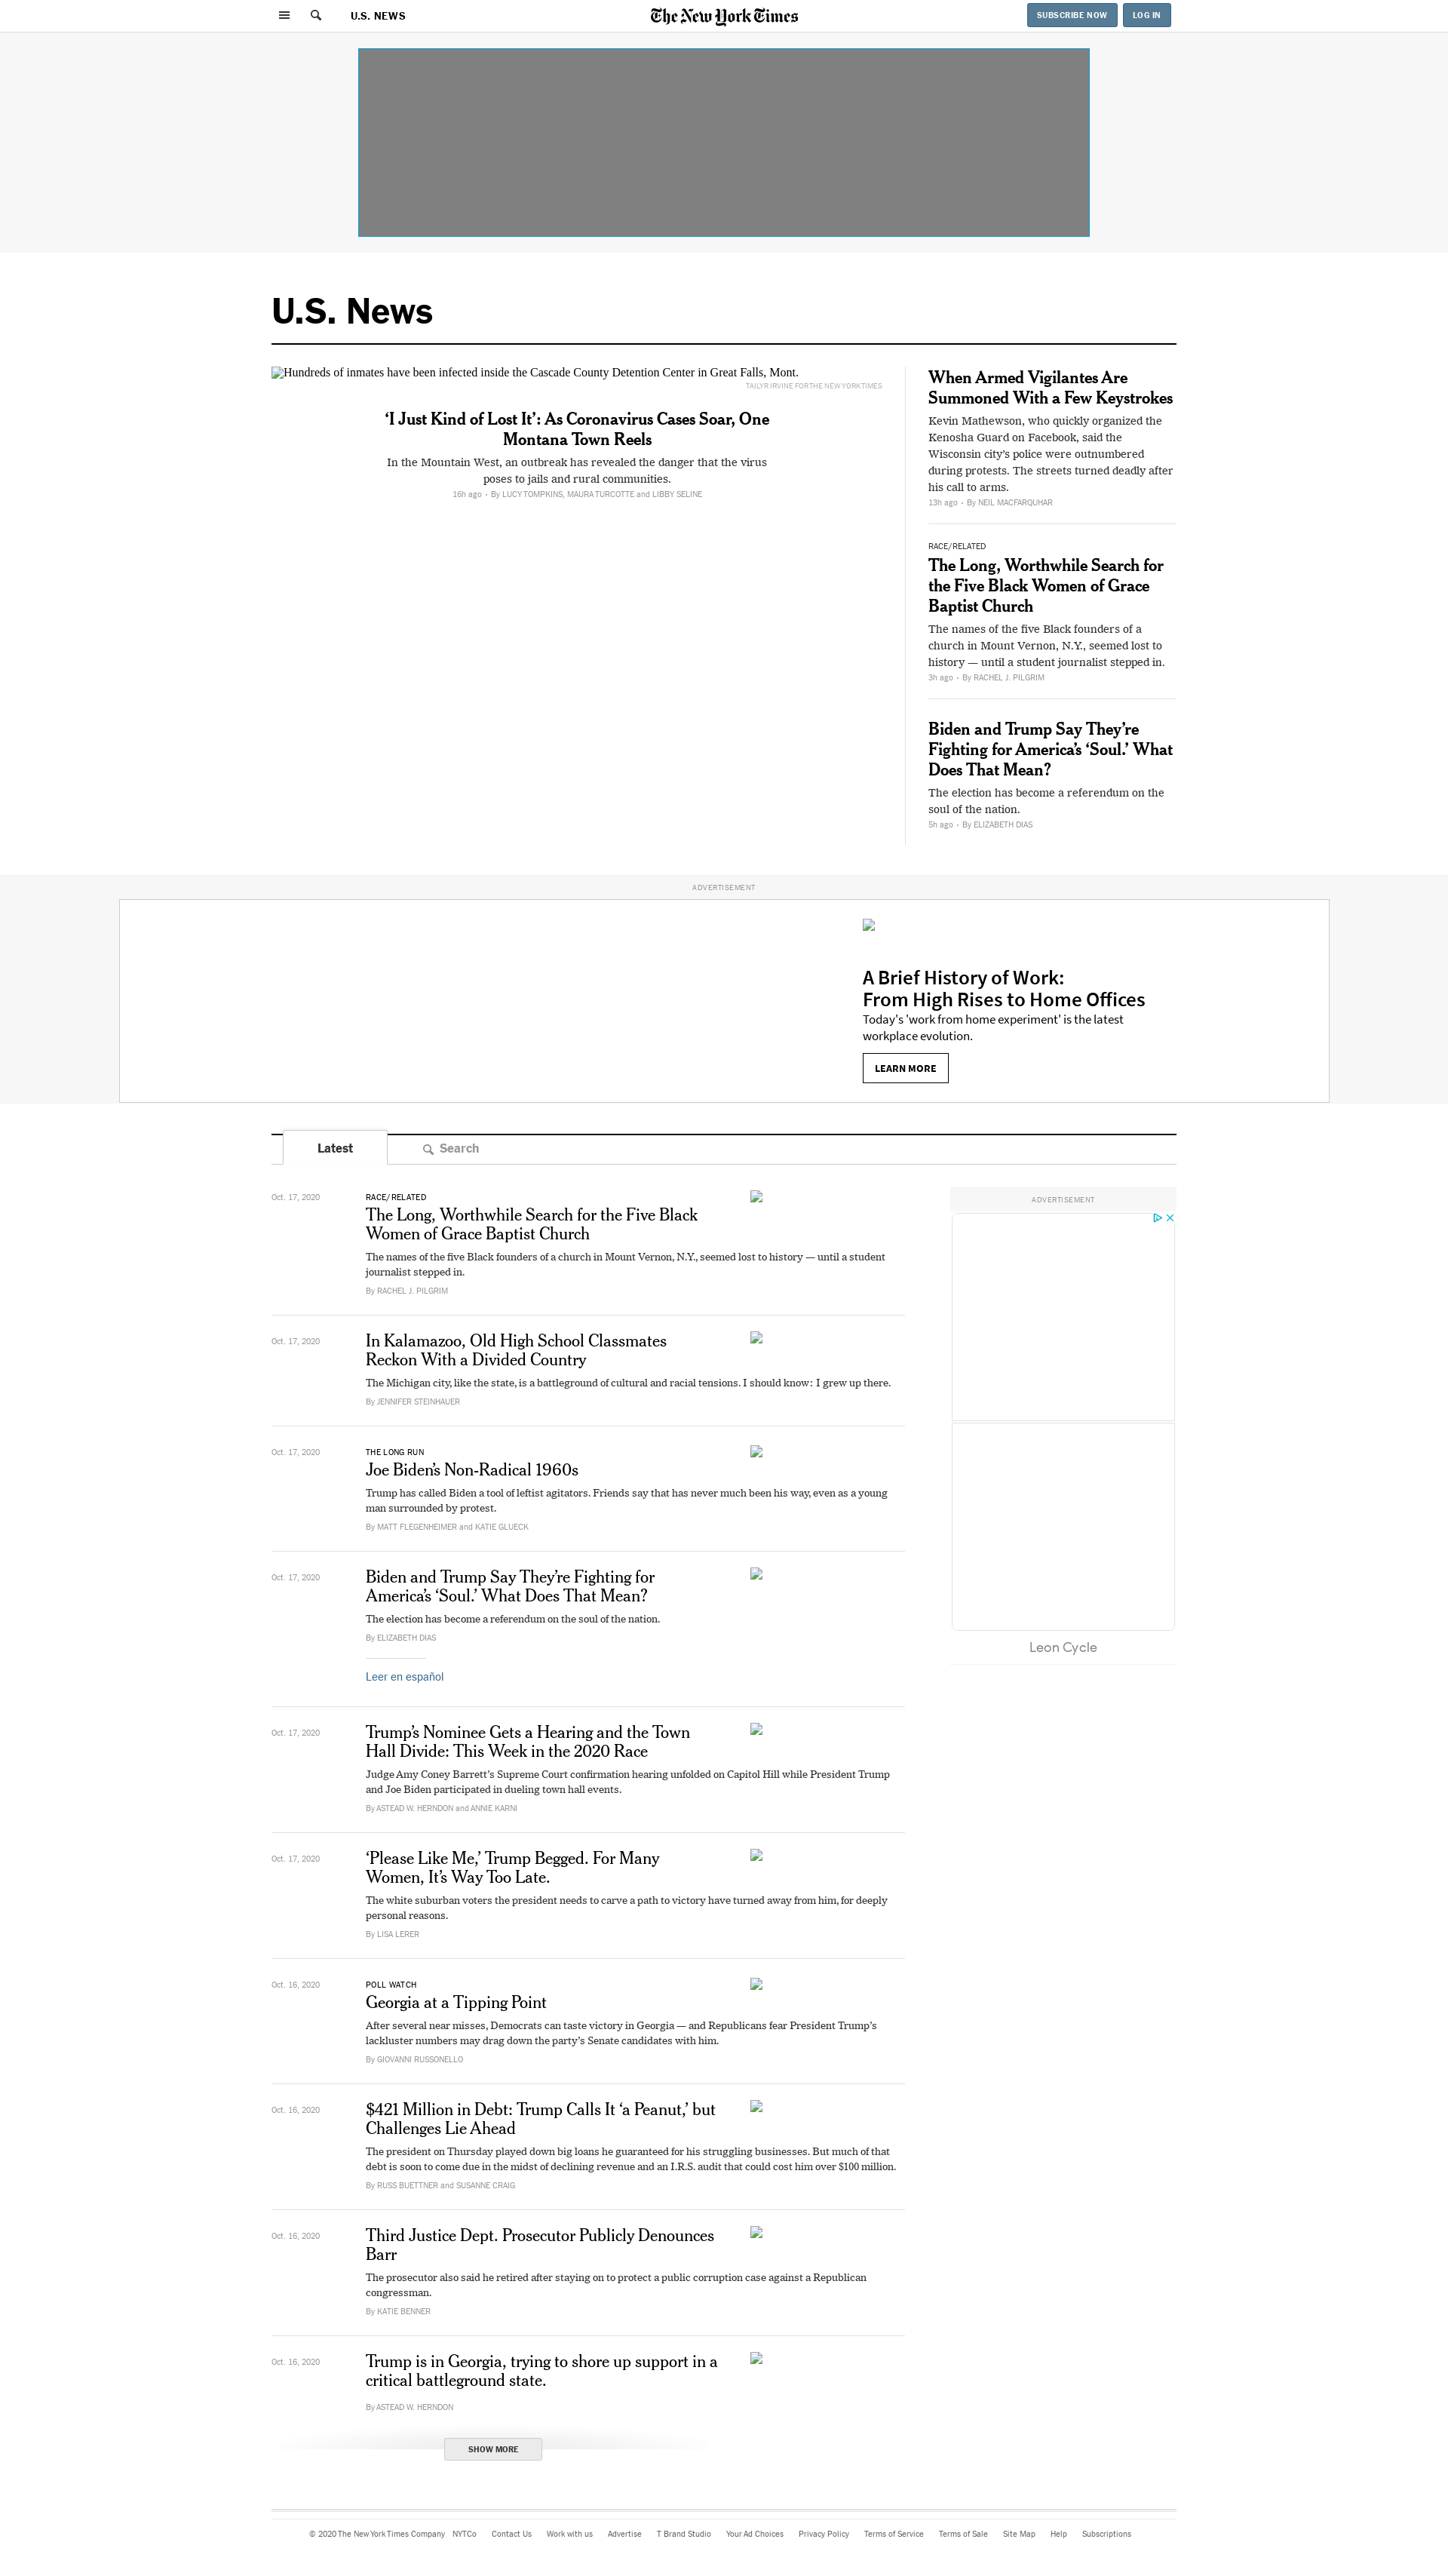 U.S. NEWS
The New York Times
SUBSCRIBE NOW
LOG IN
U.S. News
Hundreds of inmates have been infected inside the Cascade County Detention Center in Great Falls, Mont.
TAILYR IRVINE FOR THE NEW YORK TIMES
‘I Just Kind of Lost It’: As Coronavirus Cases Soar, One
Montana Town Reels
In the Mountain West, an outbreak has revealed the danger that the virus
poses to jails and rural communities.
16h ago • By LUCY TOMPKINS, MAURA TURCOTTE and LIBBY SELINE
When Armed Vigilantes Are
Summoned With a Few Keystrokes
Kevin Mathewson, who quickly organized the
Kenosha Guard on Facebook, said the
Wisconsin city’s police were outnumbered
during protests. The streets turned deadly after
his call to arms.
13h ago • By NEIL MACFARQUHAR
RACE/RELATED
The Long, Worthwhile Search for
the Five Black Women of Grace
Baptist Church
The names of the five Black founders of a
church in Mount Vernon, N.Y., seemed lost to
history — until a student journalist stepped in.
3h ago • By RACHEL J. PILGRIM
Biden and Trump Say They’re
Fighting for America’s ‘Soul.’ What
Does That Mean?
The election has become a referendum on the
soul of the nation.
5h ago • By ELIZABETH DIAS
ADVERTISEMENT
A Brief History of Work:
From High Rises to Home Offices
Today's 'work from home experiment' is the latest
workplace evolution.
LEARN MORE
Latest
Search
Oct. 17, 2020
RACE/RELATED
The Long, Worthwhile Search for the Five Black
Women of Grace Baptist Church
The names of the five Black founders of a church in Mount Vernon, N.Y., seemed lost to history — until a student
journalist stepped in.
By RACHEL J. PILGRIM
Oct. 17, 2020
In Kalamazoo, Old High School Classmates
Reckon With a Divided Country
The Michigan city, like the state, is a battleground of cultural and racial tensions. I should know: I grew up there.
By JENNIFER STEINHAUER
Oct. 17, 2020
THE LONG RUN
Joe Biden’s Non-Radical 1960s
Trump has called Biden a tool of leftist agitators. Friends say that has never much been his way, even as a young
man surrounded by protest.
By MATT FLEGENHEIMER and KATIE GLUECK
Oct. 17, 2020
Biden and Trump Say They’re Fighting for
America’s ‘Soul.’ What Does That Mean?
The election has become a referendum on the soul of the nation.
By ELIZABETH DIAS
Leer en español
Oct. 17, 2020
Trump’s Nominee Gets a Hearing and the Town
Hall Divide: This Week in the 2020 Race
Judge Amy Coney Barrett’s Supreme Court confirmation hearing unfolded on Capitol Hill while President Trump
and Joe Biden participated in dueling town hall events.
By ASTEAD W. HERNDON and ANNIE KARNI
Oct. 17, 2020
‘Please Like Me,’ Trump Begged. For Many
Women, It’s Way Too Late.
The white suburban voters the president needs to carve a path to victory have turned away from him, for deeply
personal reasons.
By LISA LERER
Oct. 16, 2020
POLL WATCH
Georgia at a Tipping Point
After several near misses, Democrats can taste victory in Georgia — and Republicans fear President Trump’s
lackluster numbers may drag down the party’s Senate candidates with him.
By GIOVANNI RUSSONELLO
Oct. 16, 2020
$421 Million in Debt: Trump Calls It ‘a Peanut,’ but
Challenges Lie Ahead
The president on Thursday played down big loans he guaranteed for his struggling businesses. But much of that
debt is soon to come due in the midst of declining revenue and an I.R.S. audit that could cost him over $100 million.
By RUSS BUETTNER and SUSANNE CRAIG
Oct. 16, 2020
Third Justice Dept. Prosecutor Publicly Denounces
Barr
The prosecutor also said he retired after staying on to protect a public corruption case against a Republican
congressman.
By KATIE BENNER
Oct. 16, 2020
Trump is in Georgia, trying to shore up support in a
critical battleground state.
By ASTEAD W. HERNDON
SHOW MORE
ADVERTISEMENT
Leon Cycle
© 2020 The New York Times Company NYTCo Contact Us Work with us Advertise T Brand Studio Your Ad Choices Privacy Policy Terms of Service Terms of Sale Site Map Help Subscriptions